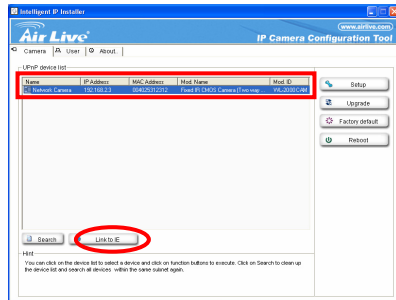 Intelligent IP Installer
Air Live
www.airlive.com
IP Camera Configuration Tool
Camera User About.
UPnP device list
Name IP Address MAC Address Mod. Name Mod. ID
Network Camera 192.168.2.3 004025312312 Fixed IR CMOS Camera (Two way ... WL-2000CAM
Setup
Upgrade
Factory default
Reboot
Search Link to IE
Hint
You can click on the device list to select a device and click on function buttons to execute. Click on Search to clean up
the device list and search all devices within the same subnet again.